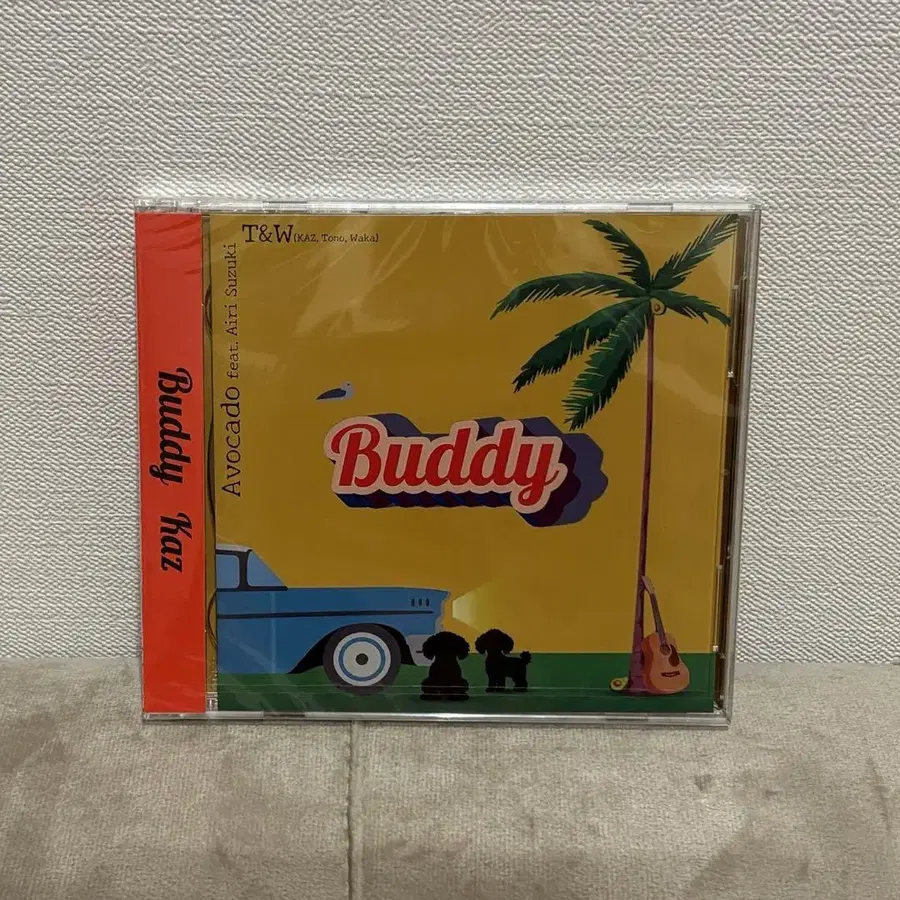 T&W(KAZ, Tono, Waka)
Avocado feat. Airi Suzuki
Buddy
Buddy Kaz